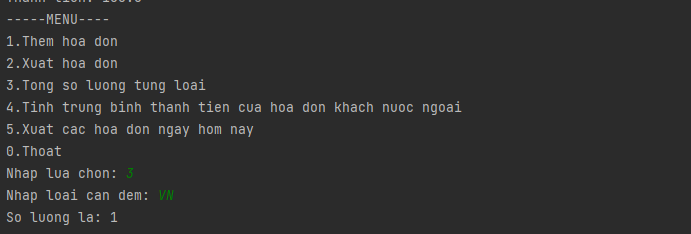 -----MENU----
1.Them hoa don
2.Xuat hoa don
3.Tong so luong tung loai
4.Tinh trung binh thanh tien cua hoa don khach nuoc ngoai
5.Xuat cac hoa don ngay hom nay
0.Thoat
Nhap lua chon: 3
Nhap loai can dem: VN
So luong la: 1